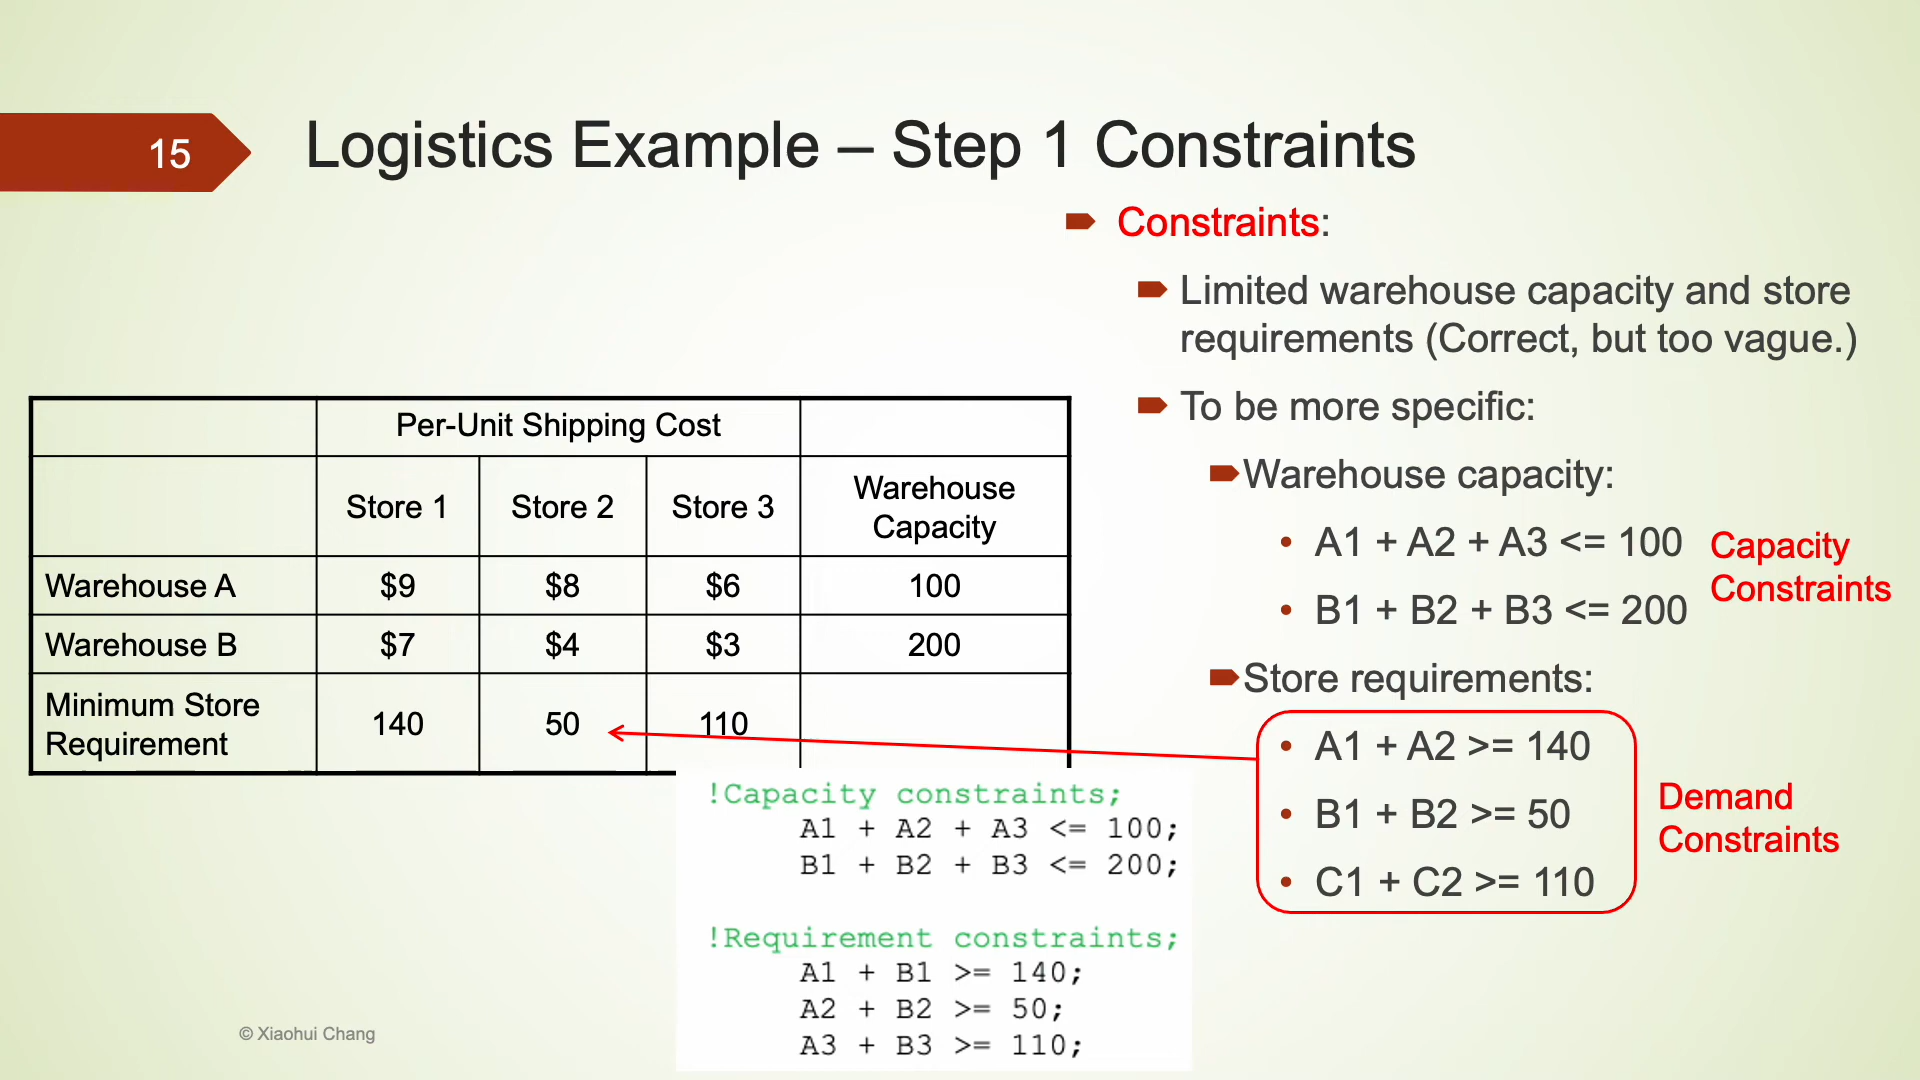 15
Logistics Example – Step 1 Constraints
Constraints:
Limited warehouse capacity and store
requirements (Correct, but too vague.)
To be more specific:
Warehouse capacity:
• A1 + A2 + A3 <= 100
• B1 + B2 + B3 <= 200
Capacity
Constraints
Store requirements:
• A1 + A2 >= 140
• B1 + B2 >= 50
• C1 + C2 >= 110
Demand
Constraints
Per-Unit Shipping Cost
Store 1 Store 2 Store 3 Warehouse
Capacity
Warehouse A $9 $8 $6 100
Warehouse B $7 $4 $3 200
Minimum Store
Requirement 140 50 110
!Capacity constraints;
A1 + A2 + A3 <= 100;
B1 + B2 + B3 <= 200;
!Requirement constraints;
A1 + B1 >= 140;
A2 + B2 >= 50;
A3 + B3 >= 110;
© Xiaohui Chang